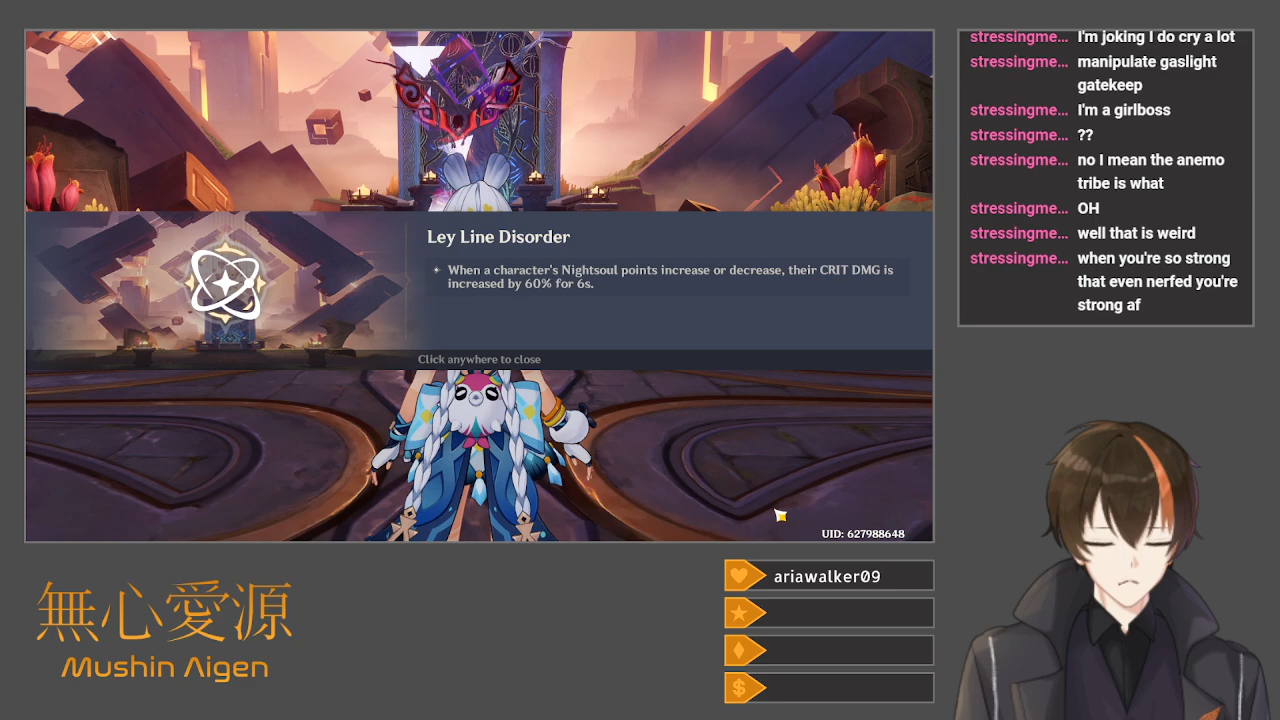 Ley Line Disorder
When a character's Nightsoul points increase or decrease, their CRIT DMG is
increased by 60% for 6s.
Click anywhere to close
UID: 627988648
stressingme... I'm joking I do cry a lot
stressingme... manipulate gaslight
gatekeep
stressingme... I'm a girlboss
stressingme... ??
stressingme... no I mean the anemo
tribe is what
stressingme... OH
stressingme... well that is weird
stressingme... when you're so strong
that even nerfed you're
strong af
無心愛源
Mushin Aigen
ariawalker09
$